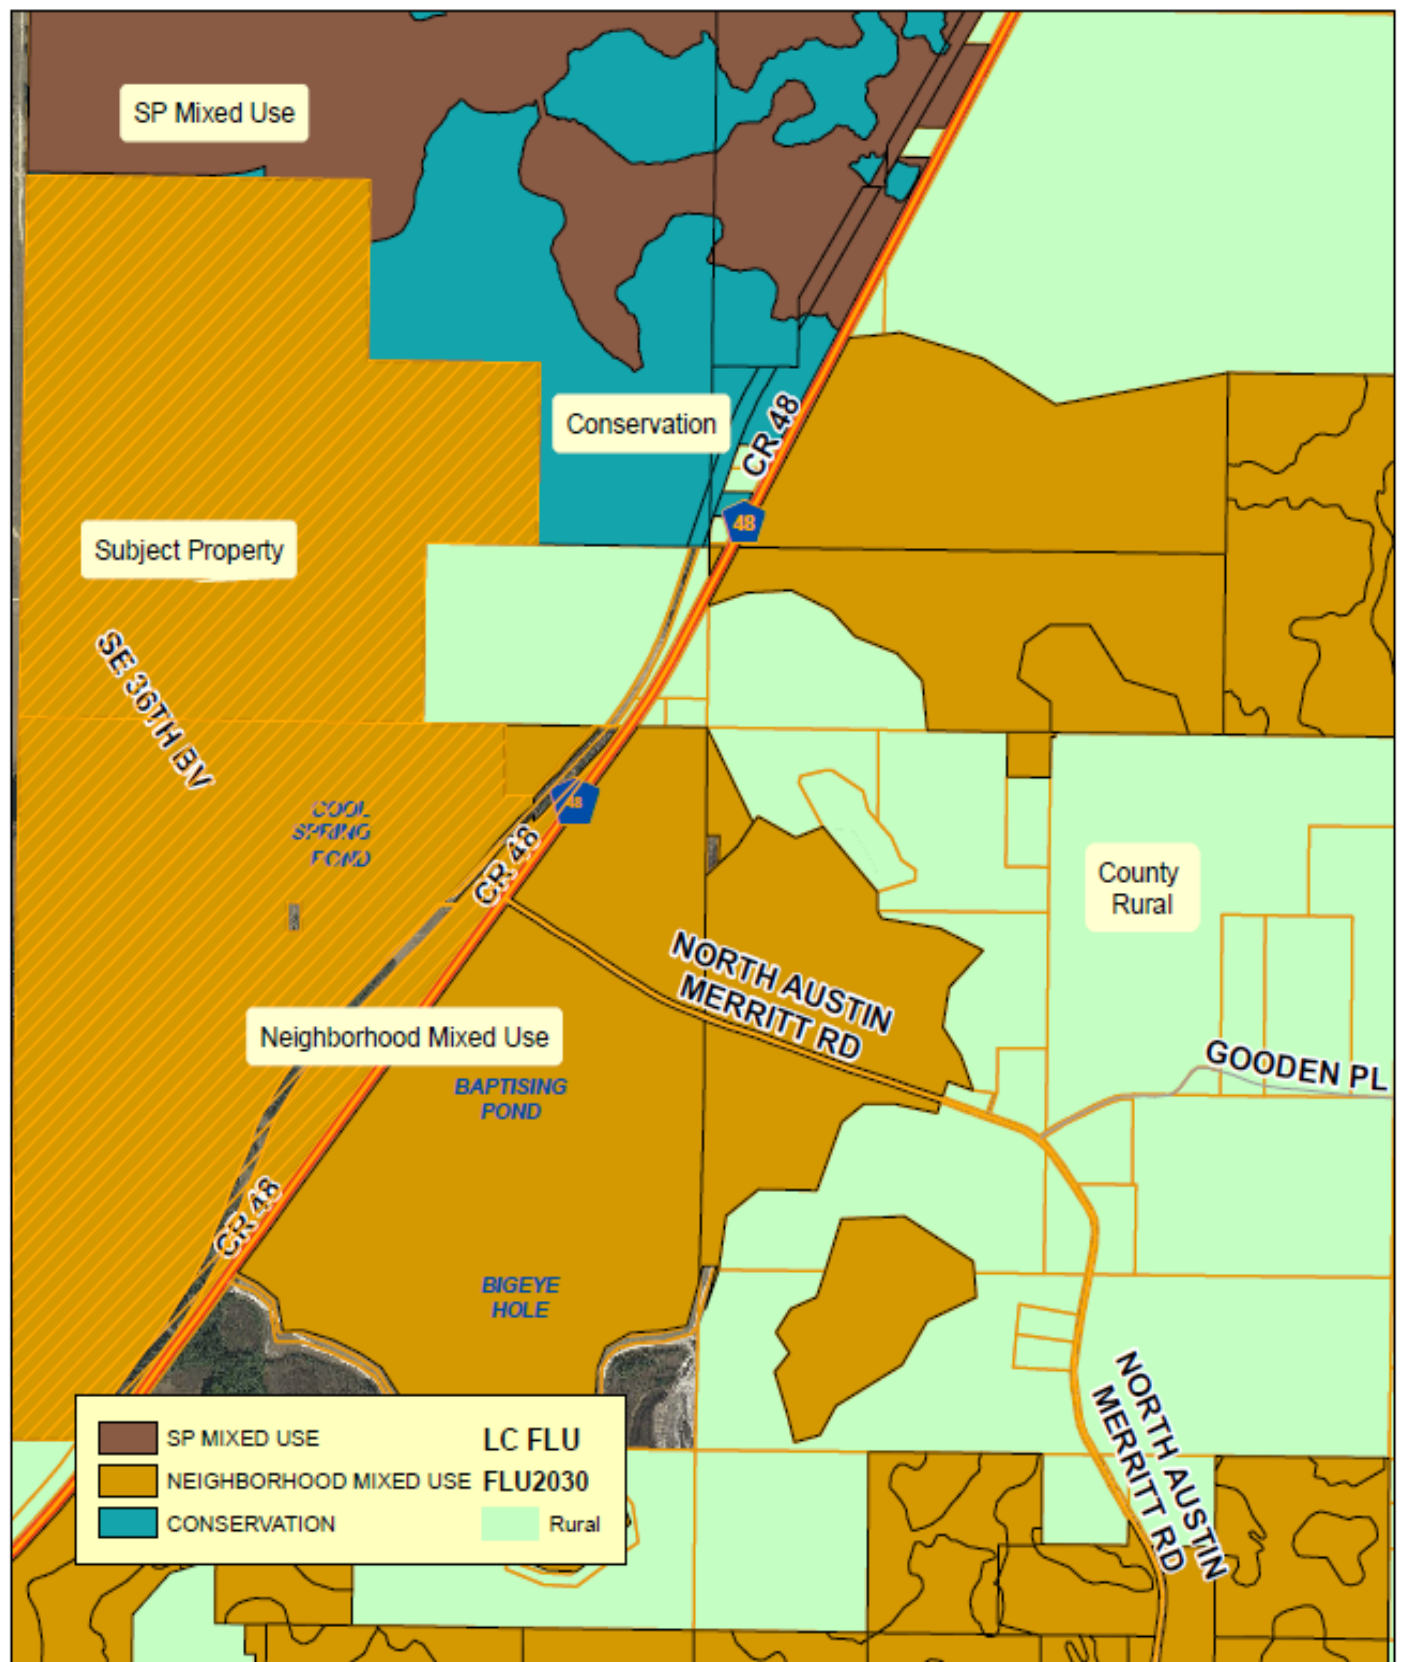 SP Mixed Use
Conservation
CR 48
48
Subject Property
SE 36TH BV
COOL
SPRING
POND
48
CR 48
County
Rural
NORTH AUSTIN
MERRITT RD
Neighborhood Mixed Use
GOODEN PL
BAPTISING
POND
CR 48
BIGEYE
HOLE
NORTH AUSTIN
MERRITT RD
SP MIXED USE
LC FLU
NEIGHBORHOOD MIXED USE
FLU2030
CONSERVATION
Rural